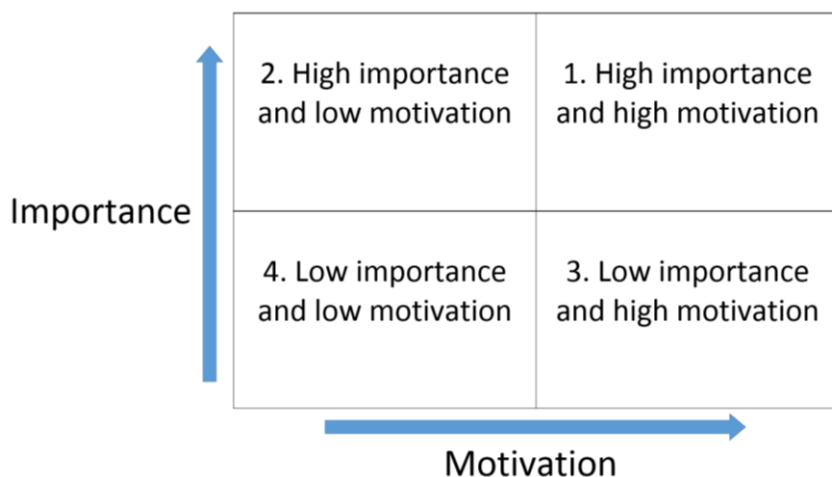 2. High importance
and low motivation
1. High importance
and high motivation
Importance
4. Low importance
and low motivation
3. Low importance
and high motivation
Motivation